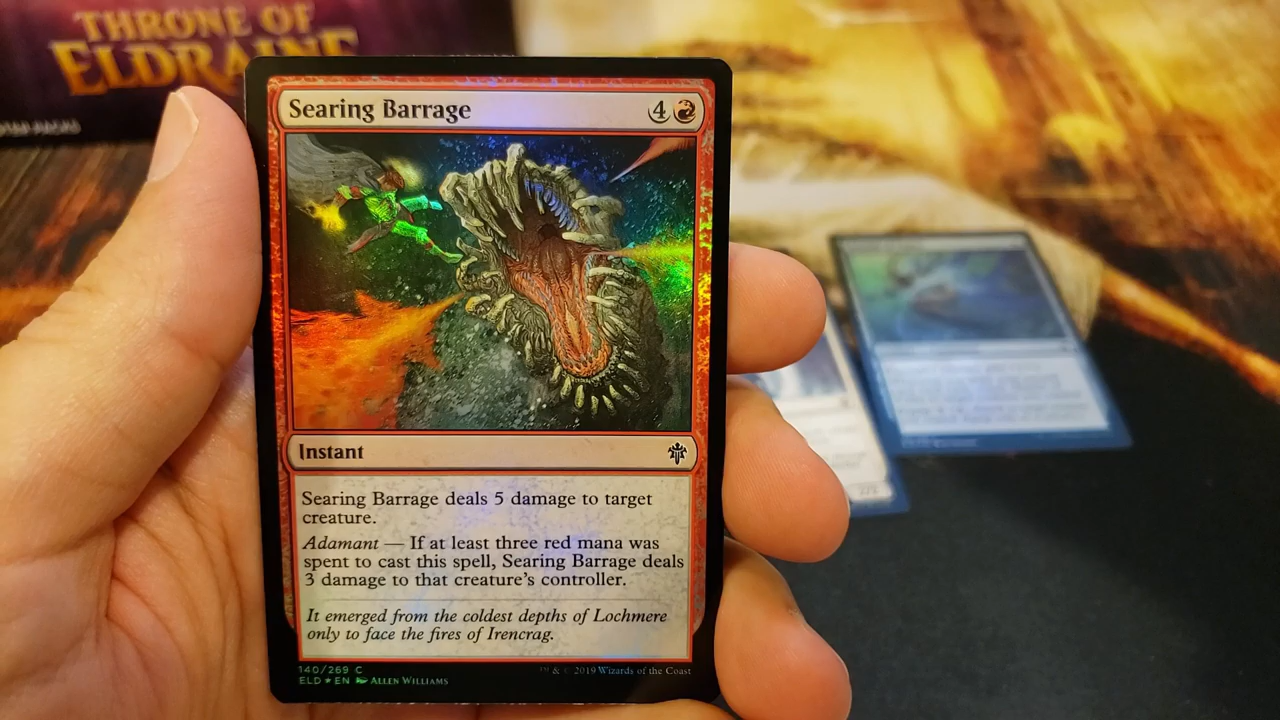 THRONE OF
ELDRAINE
Searing Barrage 4
Instant
Searing Barrage deals 5 damage to target
creature.
Adamant — If at least three red mana was
spent to cast this spell, Searing Barrage deals
3 damage to that creature's controller.
It emerged from the coldest depths of Lochmere
only to face the fires of Irencrag.
140/269 C
™ & © 2019 Wizards of the Coast
ELD ★ EN ALLEN WILLIAMS